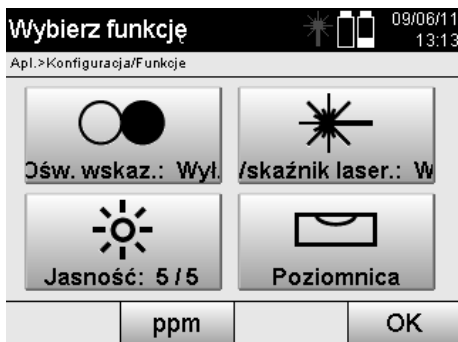 Wybierz funkcję
09/06/11
13:13
Apl.>Konfiguracja/Funkcje
Ośw. wskaz.: Wył.
/skaźnik laser.: W
Jasność: 5/5
Poziomnica
ppm
OK